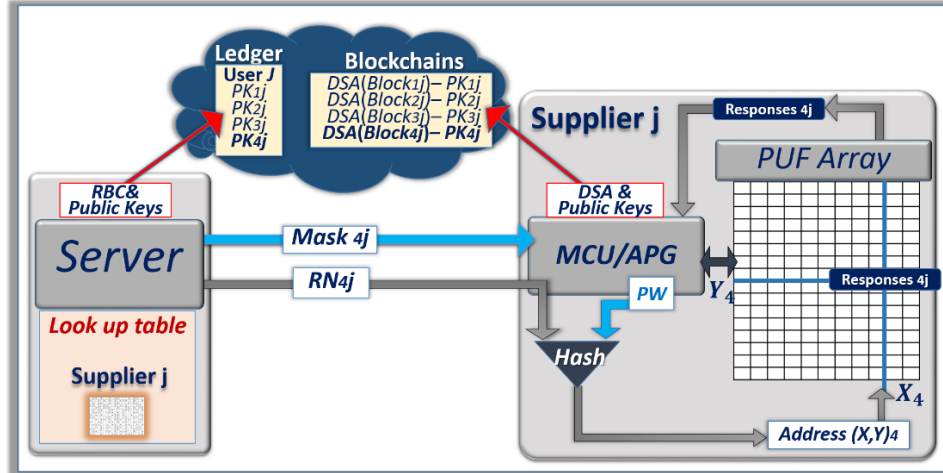 Ledger
User J
PK1j
PK2j
PK3j
PK4j
Blockchains
DSA(Block1j)– PK1j
DSA(Block2j)– PK2j
DSA(Block3j)– PK3j
DSA(Block4j)– PK4j
Supplier j
Responses 4j
PUF Array
RBC&
Public Keys
DSA &
Public Keys
Server
Mask 4j
MCU/APG
RN4j
PW
Y4
Responses 4j
Look up table
Supplier j
Hash
X4
Address (X,Y)4